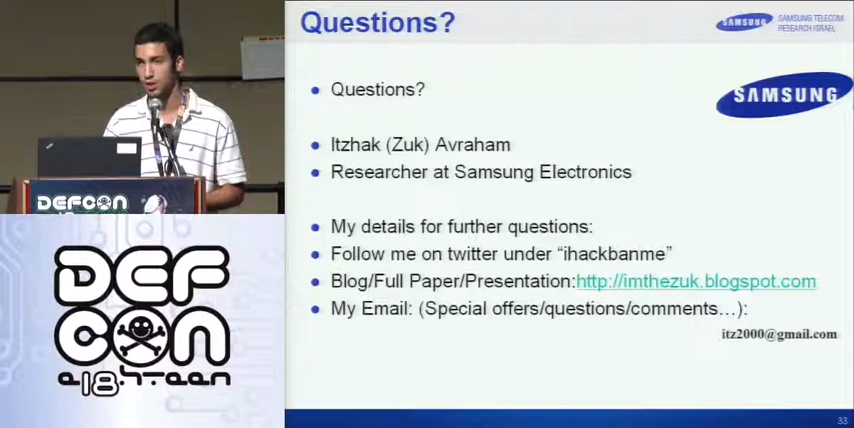 Questions?
SAMSUNG
SAMSUNG TELECOM
RESEARCH ISRAEL
• Questions?
SAMSUNG
• Itzhak (Zuk) Avraham
• Researcher at Samsung Electronics
• My details for further questions:
• Follow me on twitter under “ihackbanme”
• Blog/Full Paper/Presentation:http://imthezuk.blogspot.com
• My Email: (Special offers/questions/comments…):
itz2000@gmail.com
33
DEFCON
DEF
CON
e18hteen